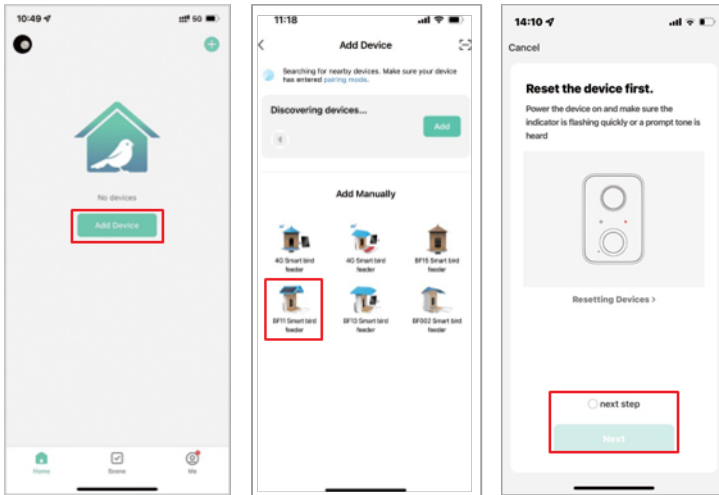 10:49
5G 50
No devices
Add Device
Home
Scene
Me
11:18
Add Device
Searching for nearby devices. Make sure your device
has entered pairing mode.
Discovering devices...
Add
Add Manually
4G Smart bird
feeder
4G Smart bird
feeder
BF15 Smart bird
feeder
BF11 Smart bird
feeder
BF13 Smart bird
feeder
BF002 Smart bird
feeder
14:10
Cancel
Reset the device first.
Power the device on and make sure the
indicator is flashing quickly or a prompt tone is
heard
Resetting Devices >
next step
Next